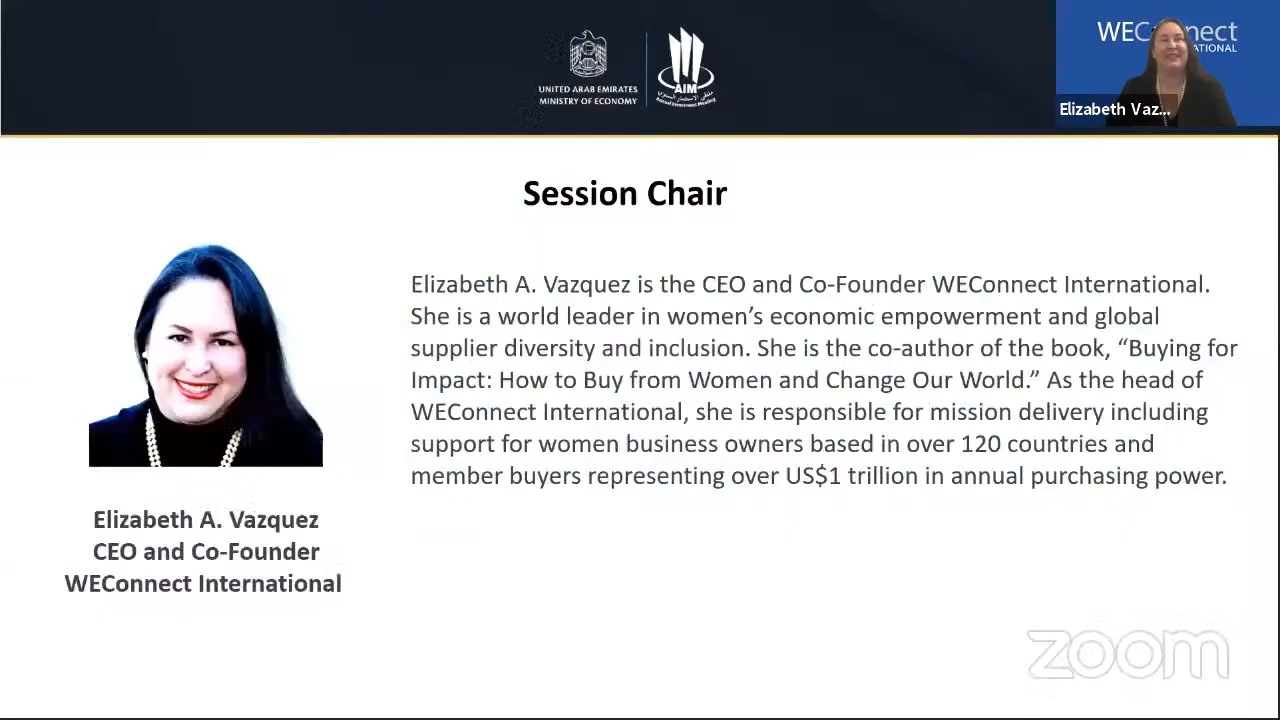 UNITED ARAB EMIRATES
MINISTRY OF ECONOMY
AIM
WEConnect
Elizabeth Vaz...
Session Chair
Elizabeth A. Vazquez is the CEO and Co-Founder WEConnect International.
She is a world leader in women’s economic empowerment and global
supplier diversity and inclusion. She is the co-author of the book, “Buying for
Impact: How to Buy from Women and Change Our World.” As the head of
WEConnect International, she is responsible for mission delivery including
support for women business owners based in over 120 countries and
member buyers representing over US$1 trillion in annual purchasing power.
Elizabeth A. Vazquez
CEO and Co-Founder
WEConnect International
zoom